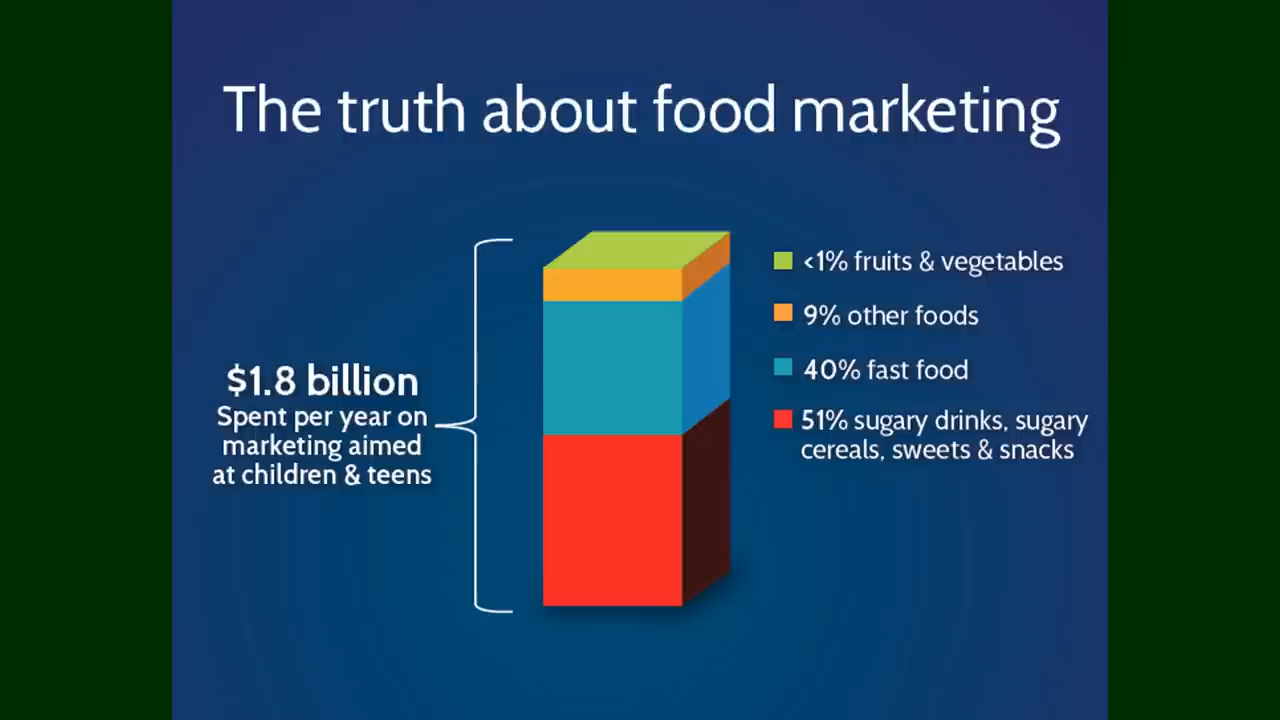 The truth about food marketing
$1.8 billion
Spent per year on
marketing aimed
at children & teens
<1% fruits & vegetables
9% other foods
40% fast food
51% sugary drinks, sugary
cereals, sweets & snacks